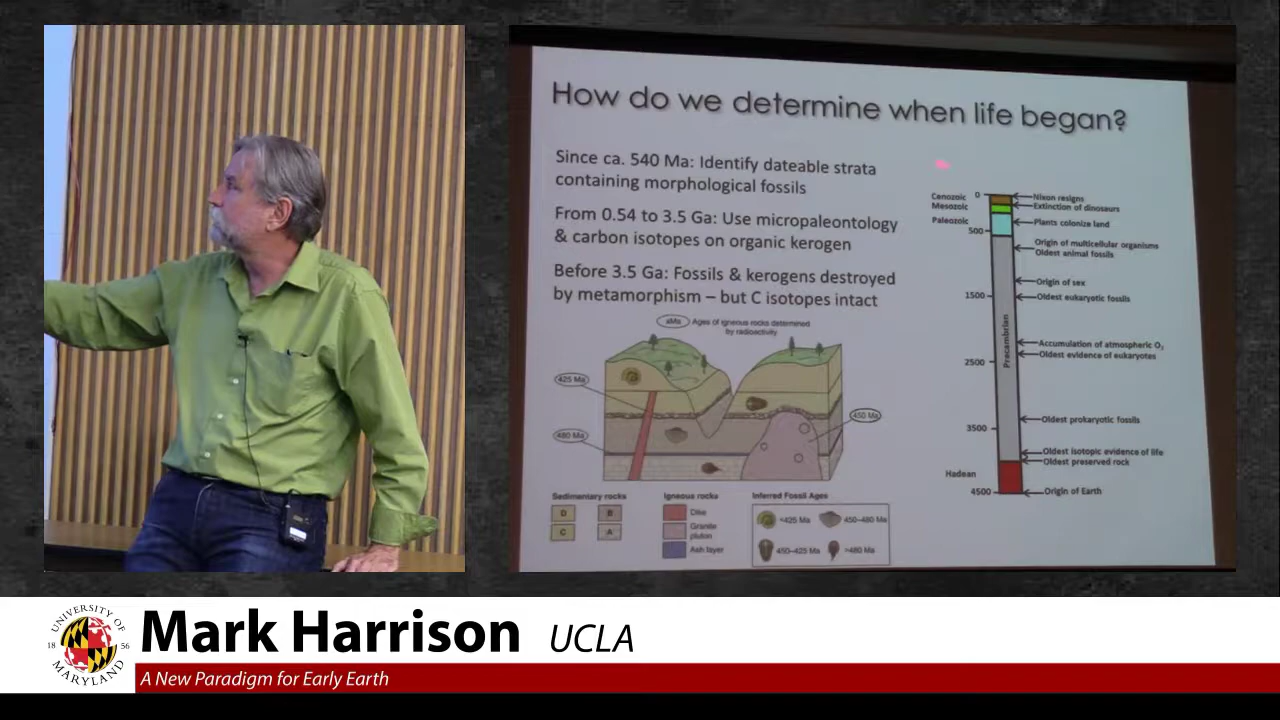 How do we determine when life began?
Since ca. 540 Ma: Identify dateable strata
containing morphological fossils
From 0.54 to 3.5 Ga: Use micropaleontology
& carbon isotopes on organic kerogen
Before 3.5 Ga: Fossils & kerogens destroyed
by metamorphism – but C isotopes intact
aMa
Ages of igneous rocks determined
by radioactivity
425 Ma
450 Ma
480 Ma
Sedimentary rocks
D
B
C
A
Igneous rocks
Dike
Granite
pluton
Ash layer
Inferred Fossil Ages
<425 Ma
450–480 Ma
450–425 Ma
>480 Ma
Cenozoic
Mesozoic
Paleozoic
Precambrian
Hadean
0
500
1500
2500
3500
4500
Nixon resigns
Extinction of dinosaurs
Plants colonize land
Origin of multicellular organisms
Oldest animal fossils
Origin of sex
Oldest eukaryotic fossils
Accumulation of atmospheric O₂
Oldest evidence of eukaryotes
Oldest prokaryotic fossils
Oldest isotopic evidence of life
Oldest preserved rock
Origin of Earth
UNIVERSITY OF
18 56
MARYLAND
Mark Harrison UCLA
A New Paradigm for Early Earth